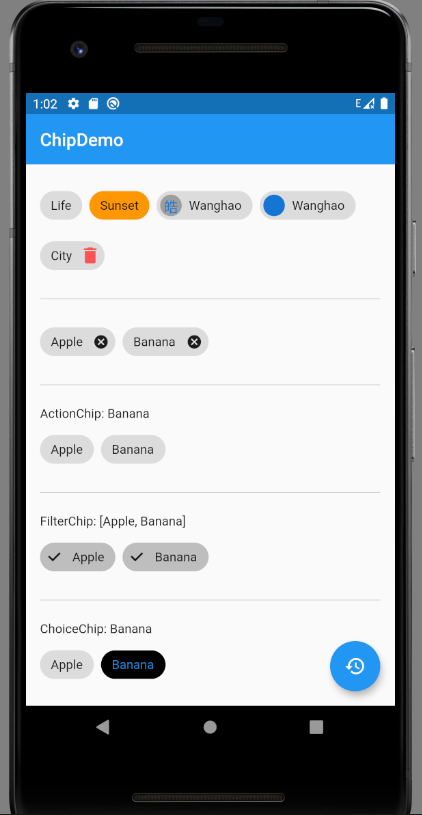 1:02 E
ChipDemo
Life Sunset 皓 Wanghao Wanghao
City
Apple Banana
ActionChip: Banana
Apple Banana
FilterChip: [Apple, Banana]
Apple Banana
ChoiceChip: Banana
Apple Banana